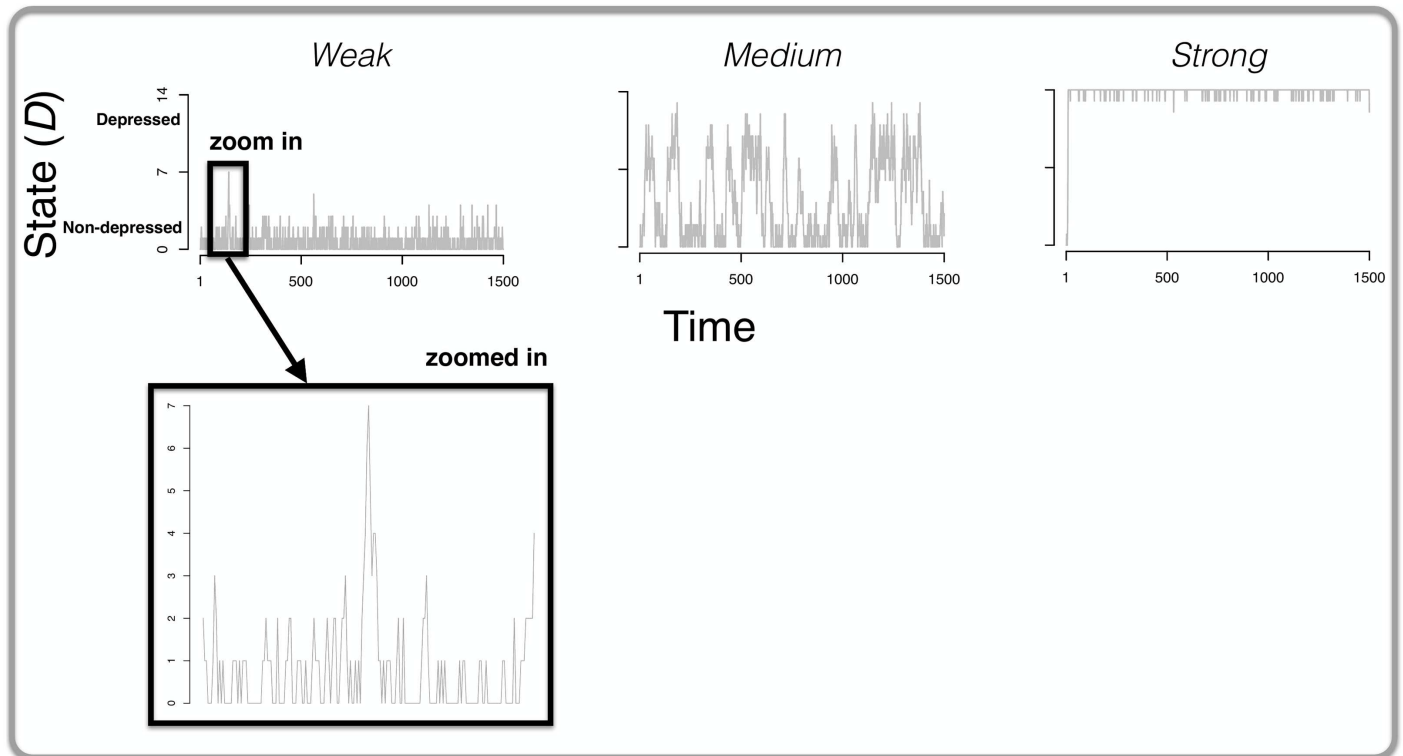 Weak
Medium
Strong
State (D)
Depressed
Non-depressed
14
7
0
zoom in
1 500 1000 1500
1 500 1000 1500
1 500 1000 1500
Time
zoomed in
7
6
5
4
3
2
1
0